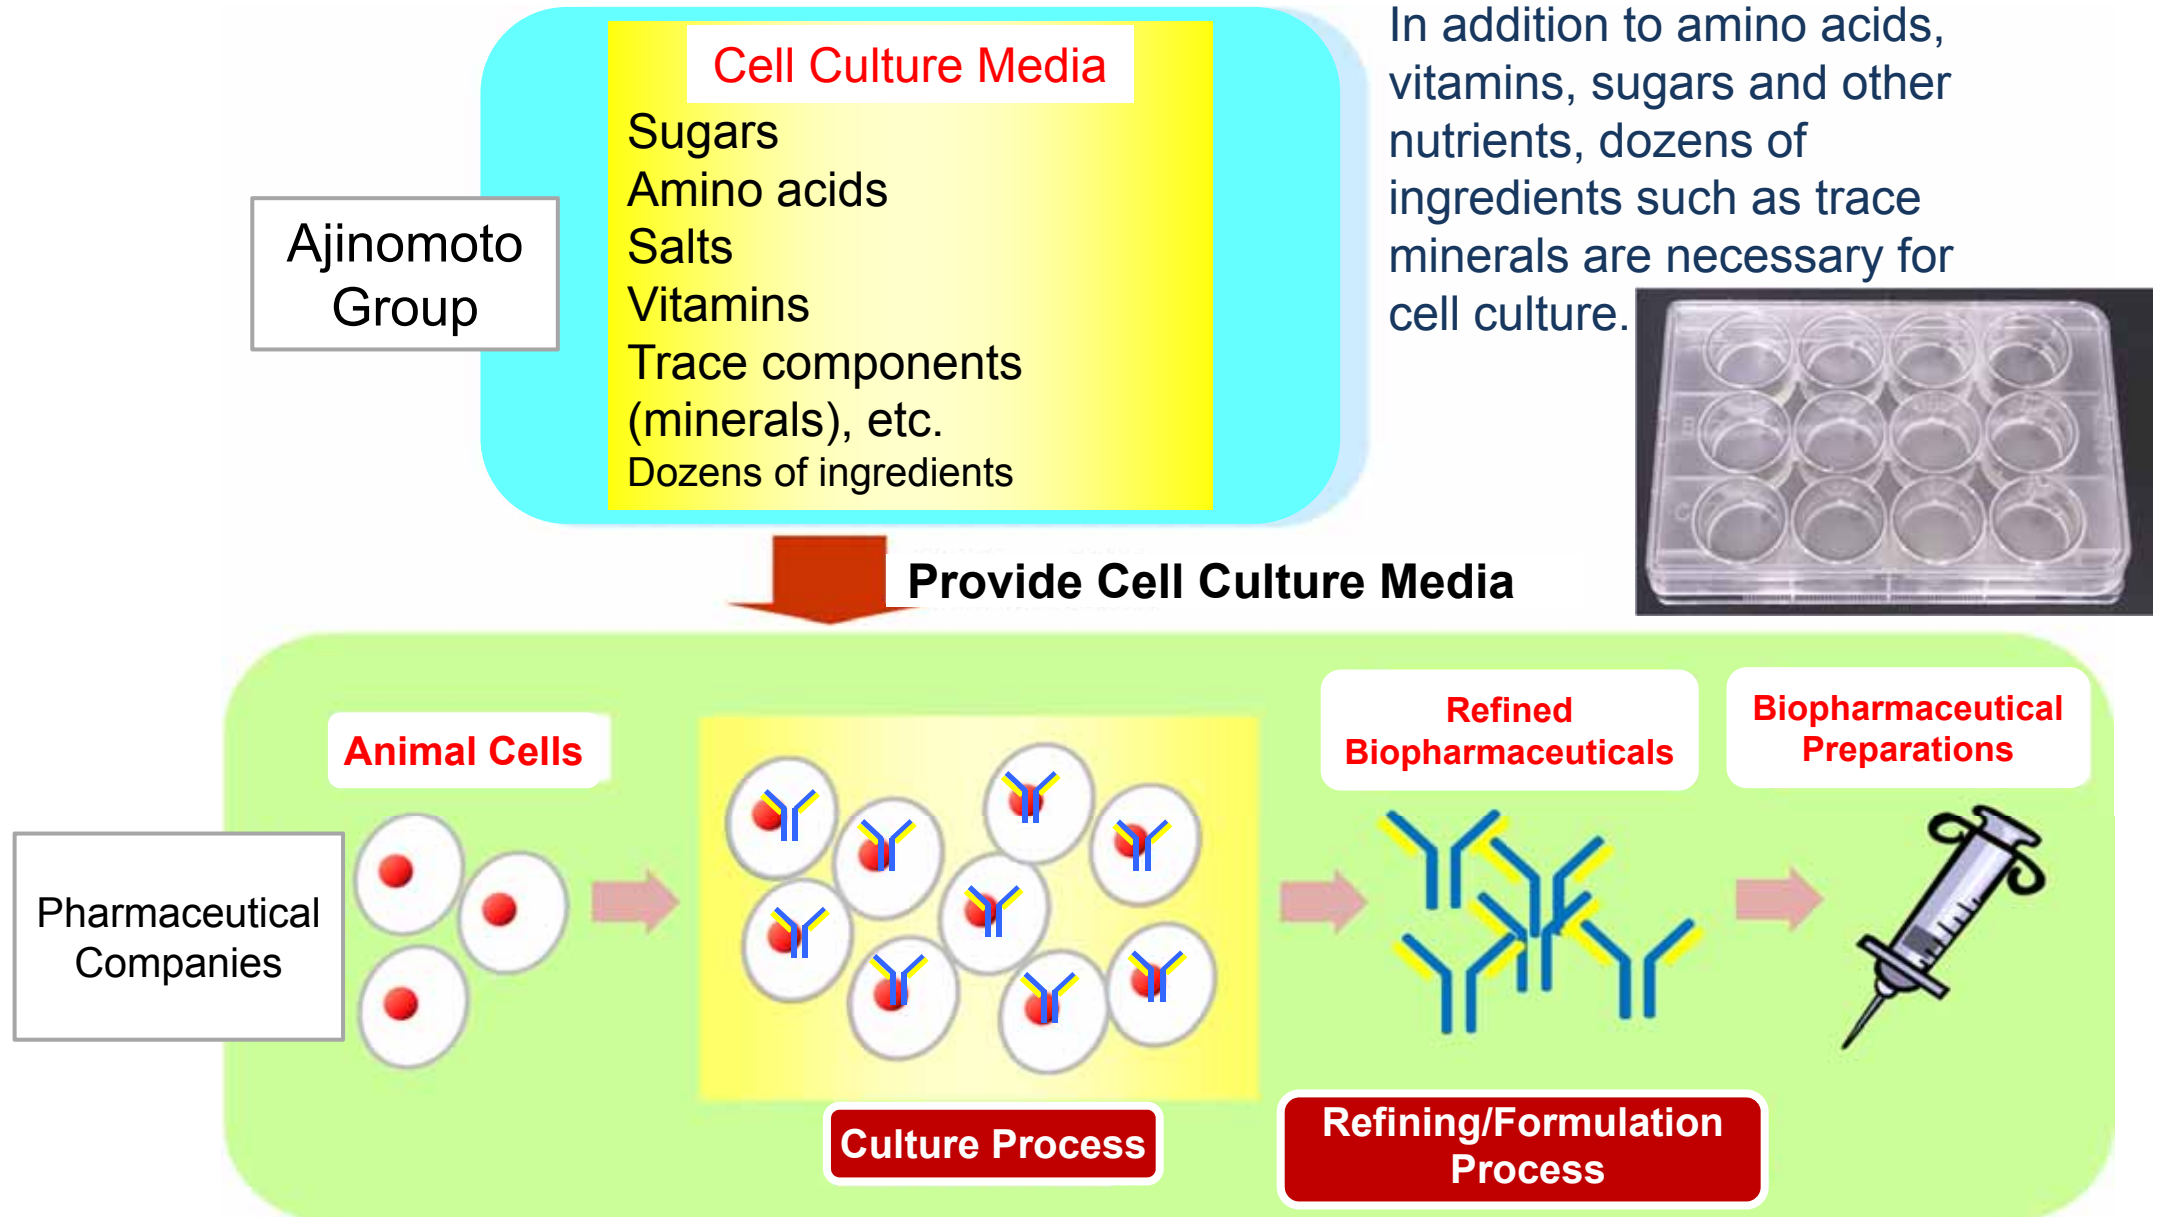 Cell Culture Media
Sugars
Amino acids
Salts
Vitamins
Trace components
(minerals), etc.
Dozens of ingredients
Ajinomoto
Group
In addition to amino acids,
vitamins, sugars and other
nutrients, dozens of
ingredients such as trace
minerals are necessary for
cell culture.
B
C
Provide Cell Culture Media
Animal Cells
Refined
Biopharmaceuticals
Biopharmaceutical
Preparations
Pharmaceutical
Companies
Culture Process
Refining/Formulation
Process